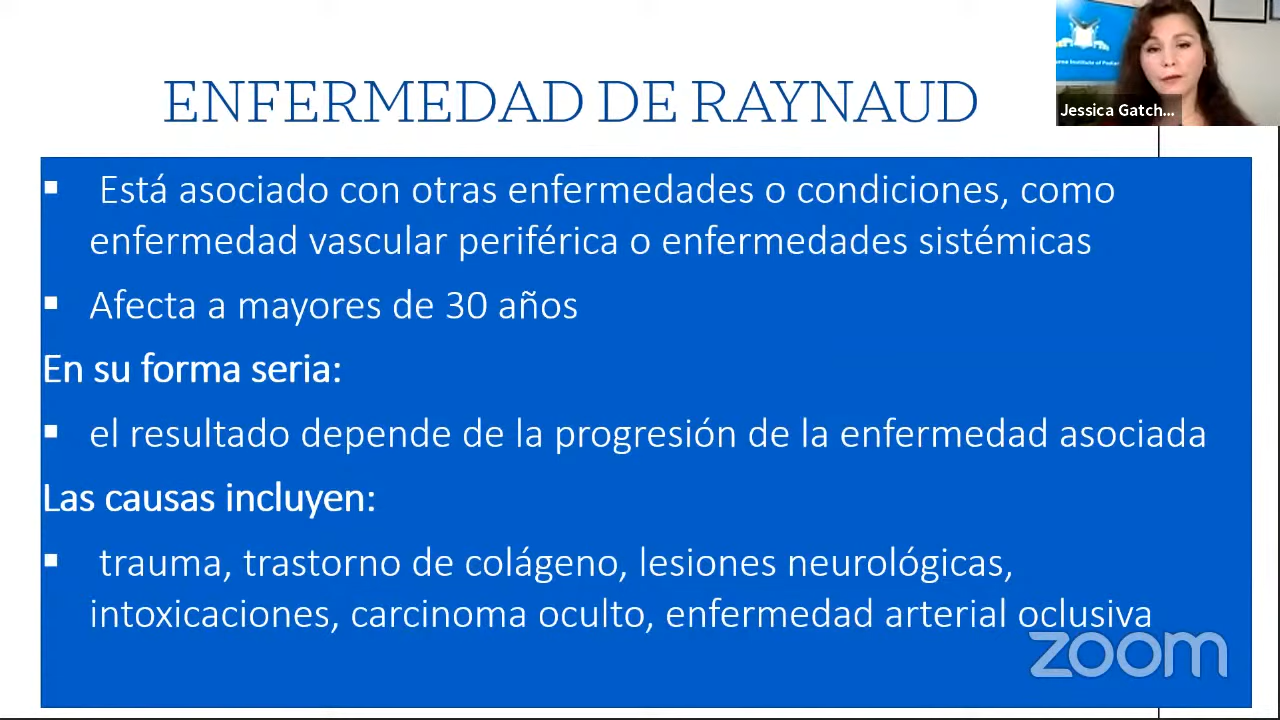 ENFERMEDAD DE RAYNAUD
Jessica Gatch...
▪ Está asociado con otras enfermedades o condiciones, como
enfermedad vascular periférica o enfermedades sistémicas
▪ Afecta a mayores de 30 años
En su forma seria:
▪ el resultado depende de la progresión de la enfermedad asociada
Las causas incluyen:
▪ trauma, trastorno de colágeno, lesiones neurológicas,
intoxicaciones, carcinoma oculto, enfermedad arterial oclusiva
zoom